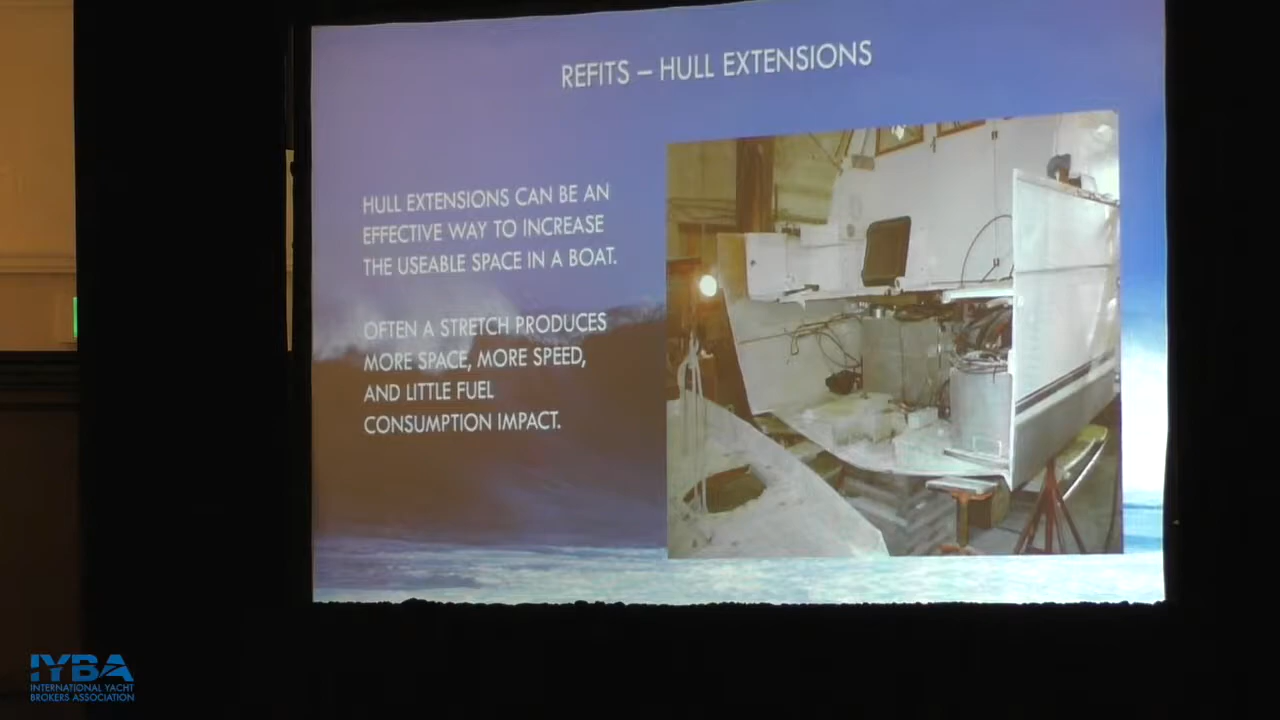 REFITS – HULL EXTENSIONS
HULL EXTENSIONS CAN BE AN
EFFECTIVE WAY TO INCREASE
THE USEABLE SPACE IN A BOAT.
OFTEN A STRETCH PRODUCES
MORE SPACE, MORE SPEED,
AND LITTLE FUEL
CONSUMPTION IMPACT.
IYBA
INTERNATIONAL YACHT
BROKERS ASSOCIATION